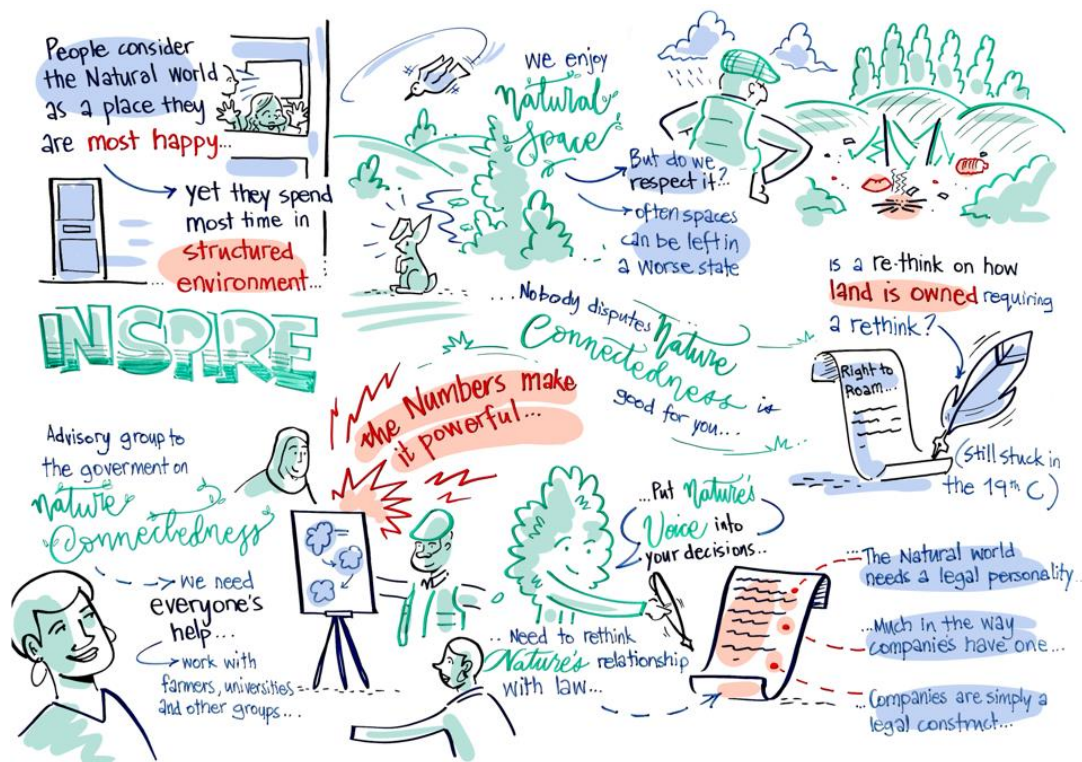 People consider
the Natural world
as a place they
are most happy...
yet they spend
most time in
structured
environment...
we enjoy
Natural
Space
But do we
respect it..?
often spaces
can be left in
a worse state
is a re-think on how
land is owned requiring
a rethink?
Right to
Roam...
(still stuck in
the 19th C)
INSPIRE
...Nobody disputes Nature
Connectedness is
good for you...
the Numbers make
it powerful...
Advisory group to
the goverment on
Nature
Connectedness
we need
everyone's
help...
work with
farmers, universities
and other groups...
...Put Nature's
Voice into
your decisions...
.. Need to rethink
Nature's relationship
with law...
...The Natural world
needs a legal personality...
...Much in the way
companies have one...
...Companies are simply a
legal construct...